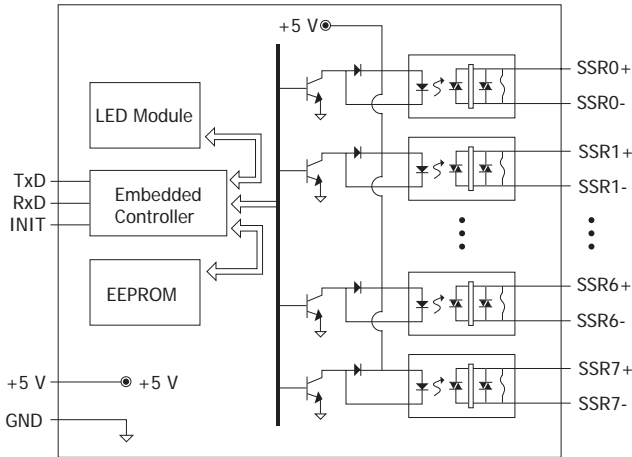 +5 V
SSR0+
SSR0-
LED Module
SSR1+
SSR1-
TxD
RxD
INIT
Embedded
Controller
EEPROM
SSR6+
SSR6-
+5 V
+5 V
SSR7+
SSR7-
GND